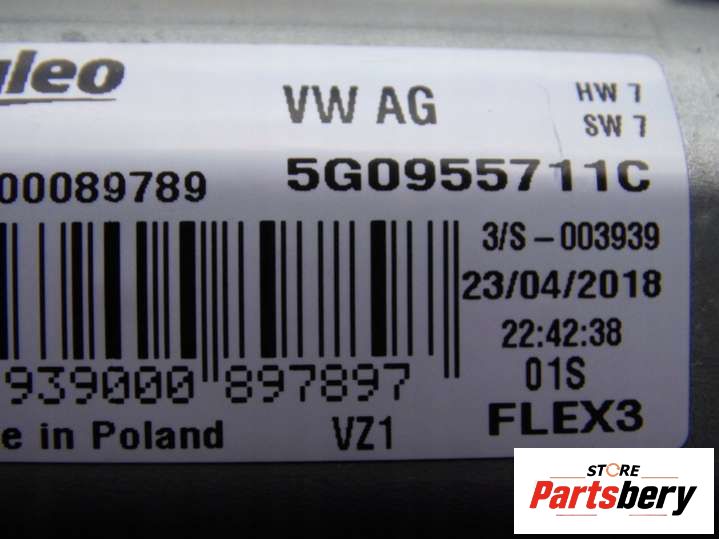 aleo
VW AG
HW 7
SW 7
00089789
5G0955711C
3/S - 003939
23/04/2018
22:42:38
939000 897897
01S
e in Poland
VZ1
FLEX3
STORE
Partsbery